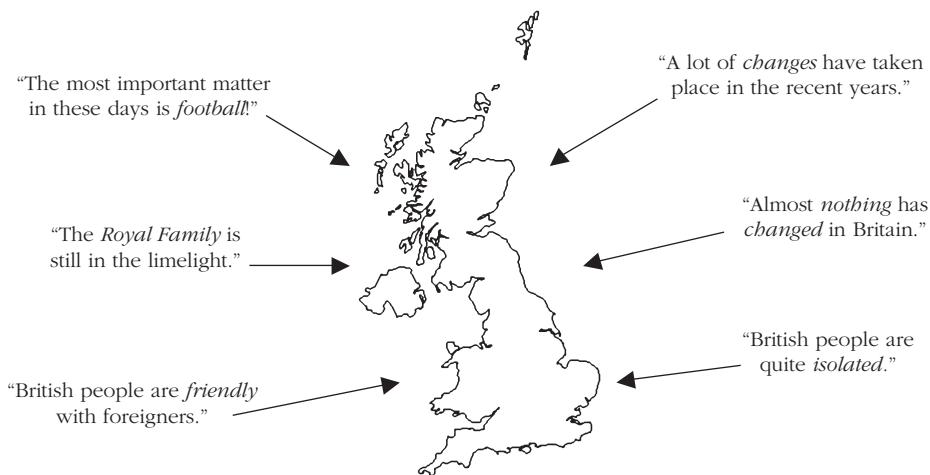 “The most important matter
in these days is football!”
“A lot of changes have taken
place in the recent years.”
“The Royal Family is
still in the limelight.”
“Almost nothing has
changed in Britain.”
“British people are friendly
with foreigners.”
“British people are
quite isolated.”